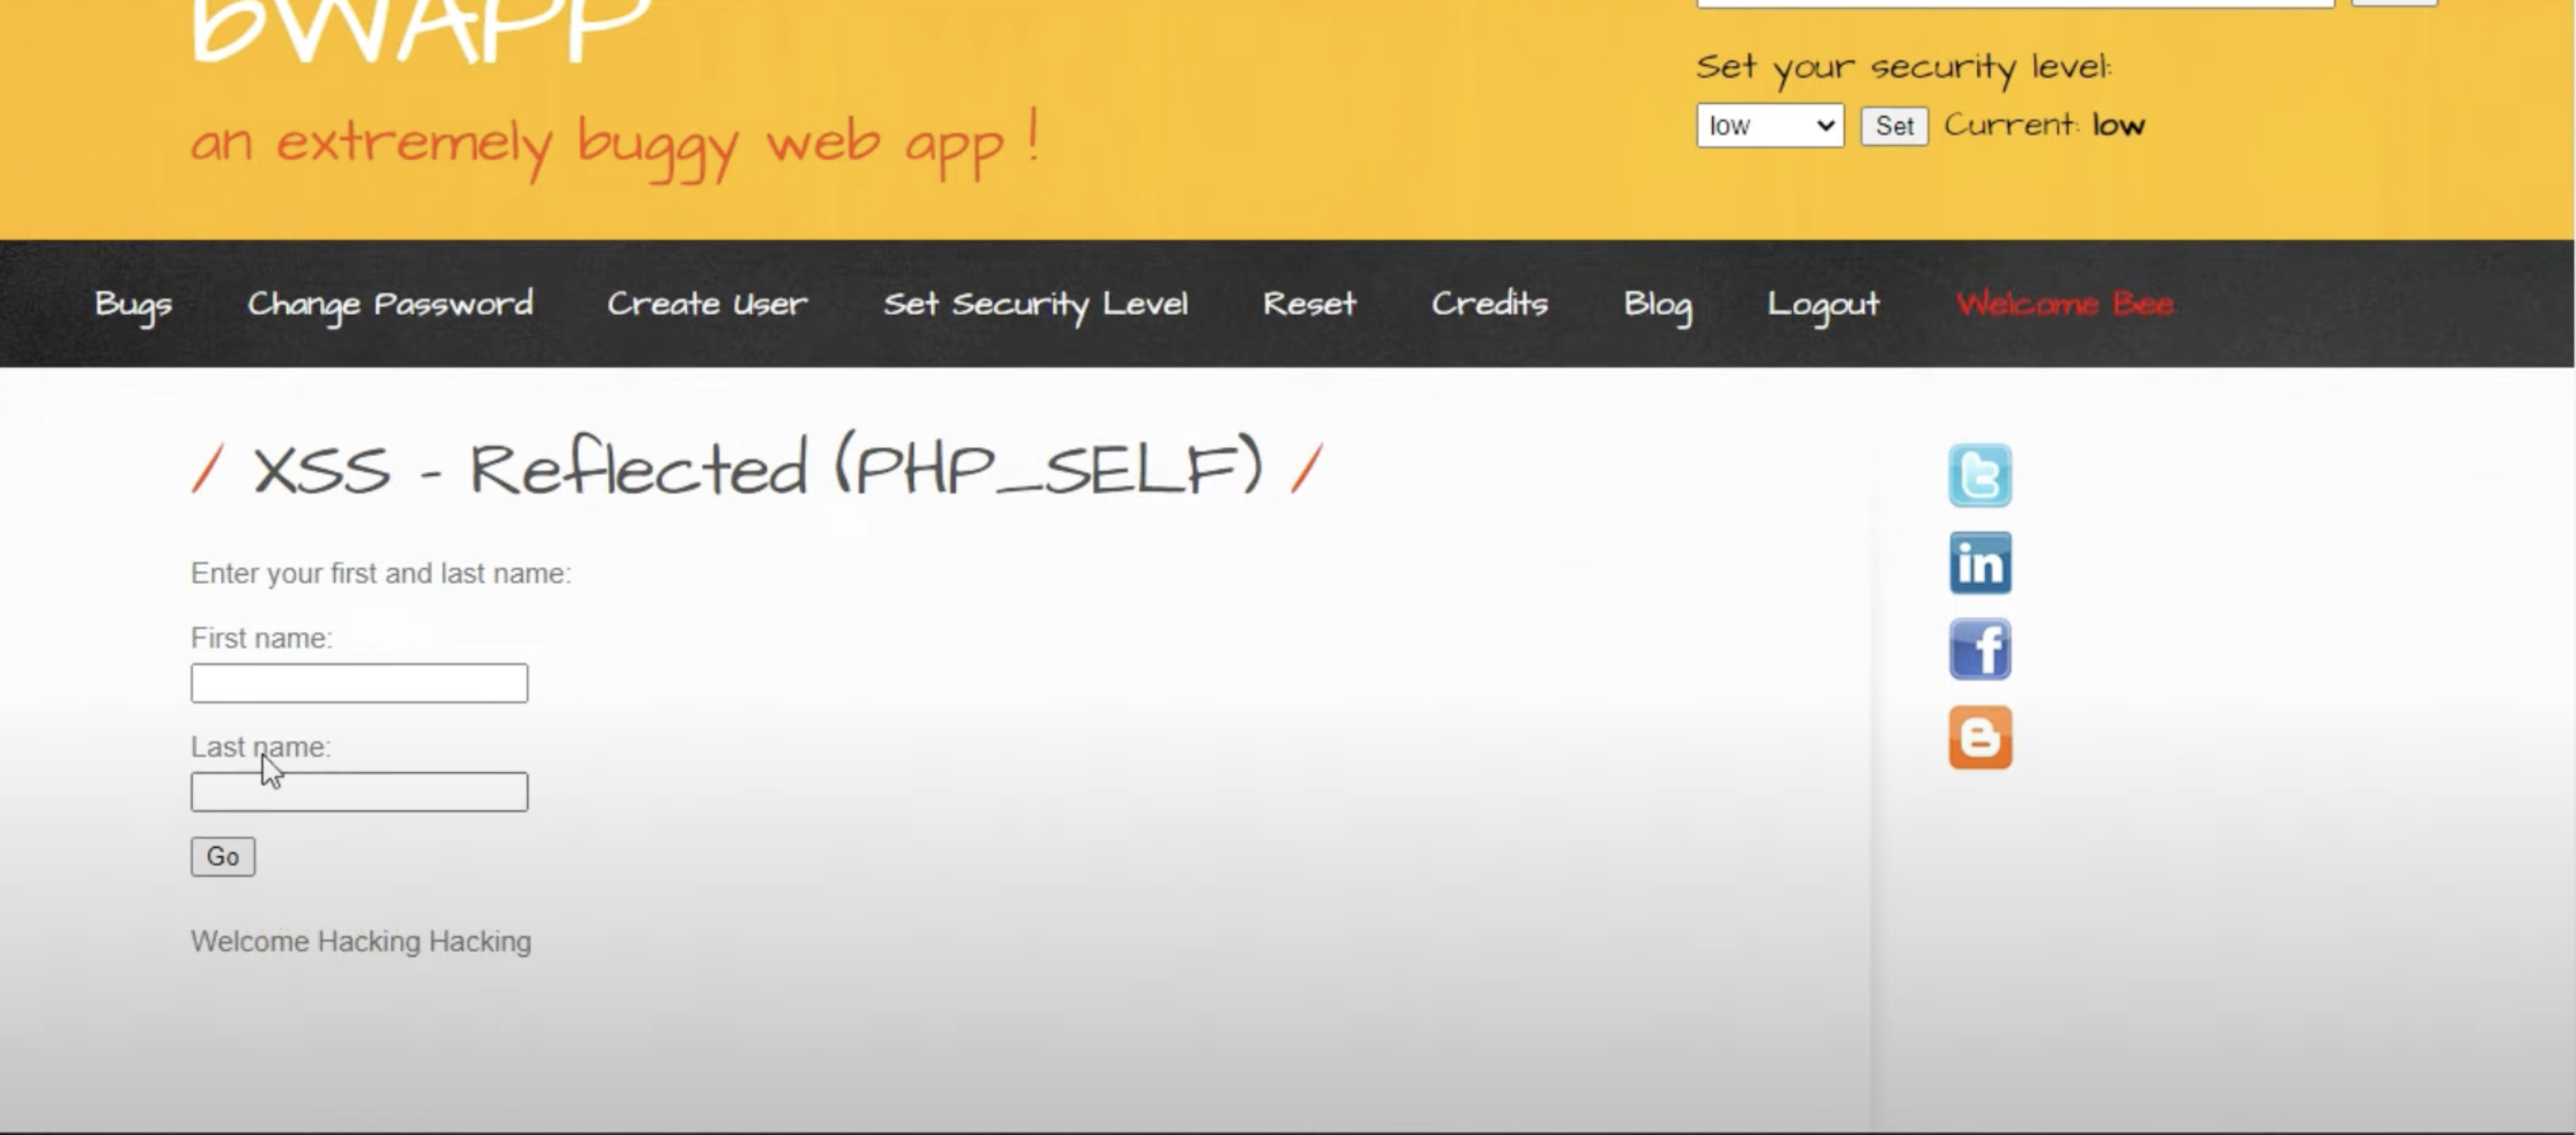 bWAPP
an extremely buggy web app !
Set your security level:
low Set Current: low
Bugs Change Password Create User Set Security Level Reset Credits Blog Logout Welcome Bee
/ XSS - Reflected (PHP_SELF) /
Enter your first and last name:
First name:
Last name:
Go
Welcome Hacking Hacking
t
in
f
B